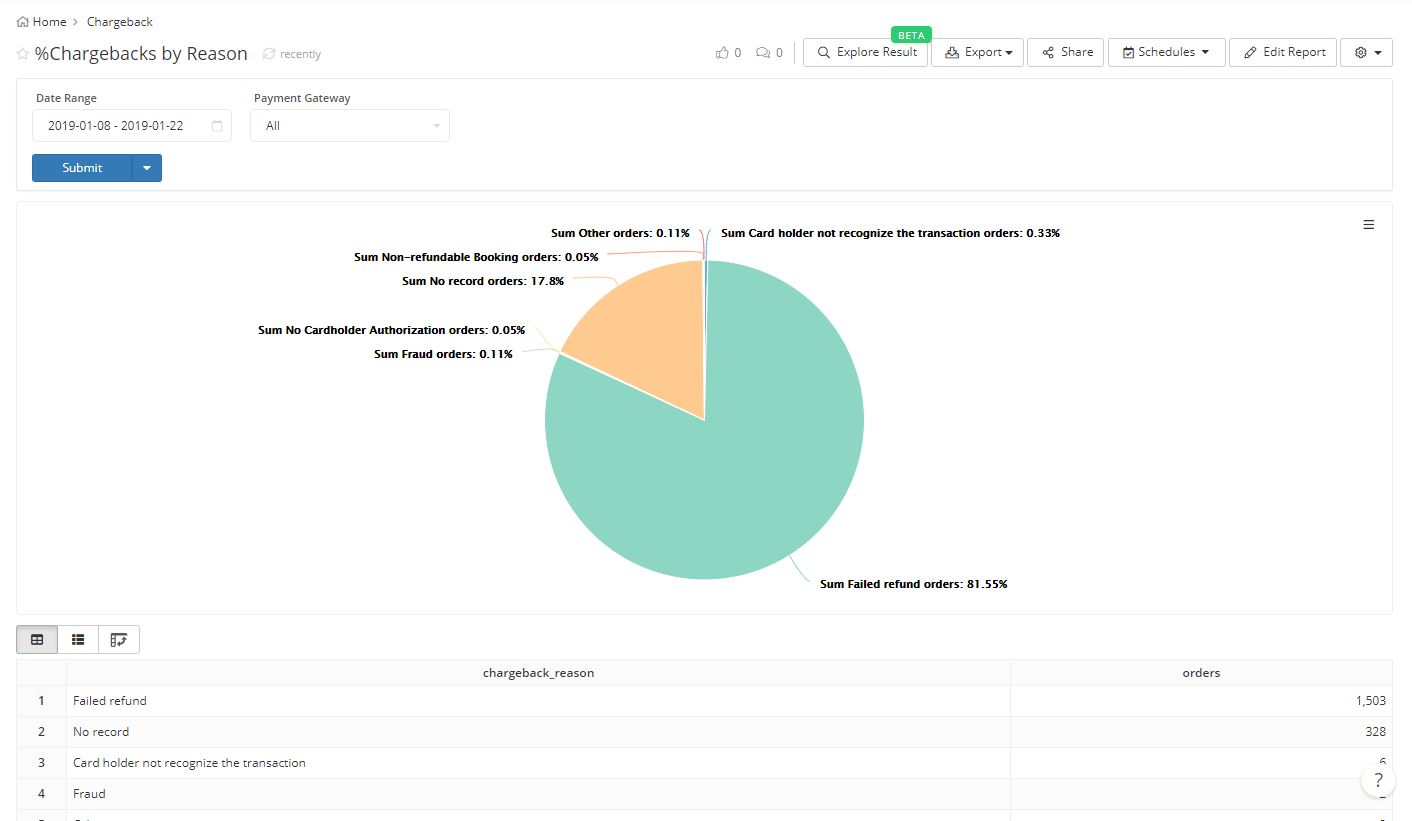 Home > Chargeback
%Chargebacks by Reason recently
0 0 Explore Result BETA Export Share Schedules Edit Report
Date Range Payment Gateway
2019-01-08 - 2019-01-22 All
Submit
Sum Other orders: 0.11% Sum Card holder not recognize the transaction orders: 0.33%
Sum Non-refundable Booking orders: 0.05%
Sum No record orders: 17.8%
Sum No Cardholder Authorization orders: 0.05%
Sum Fraud orders: 0.11%
Sum Failed refund orders: 81.55%
chargeback_reason orders
1 Failed refund 1,503
2 No record 328
3 Card holder not recognize the transaction 6
4 Fraud
?